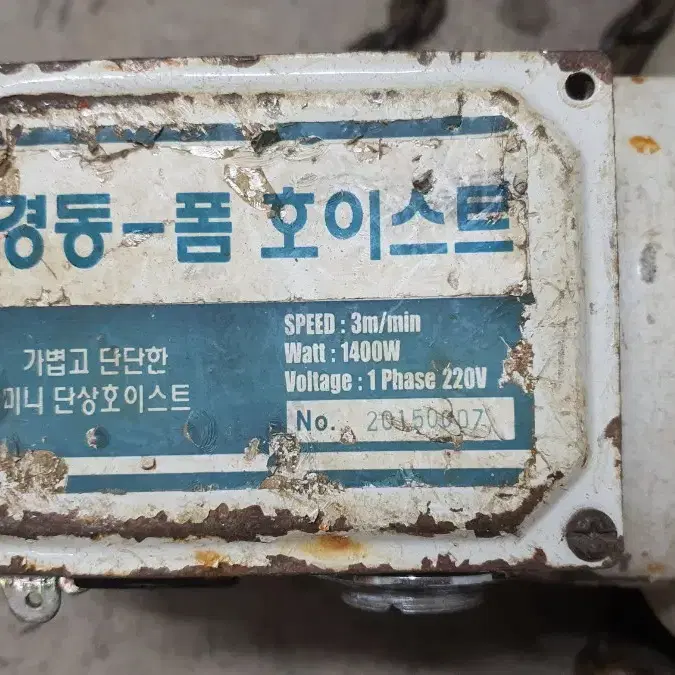 경동-폼 호이스트
가볍고 단단한
미니 단상호이스트
SPEED : 3m/min
Watt : 1400W
Voltage : 1 Phase 220V
No. 20150607